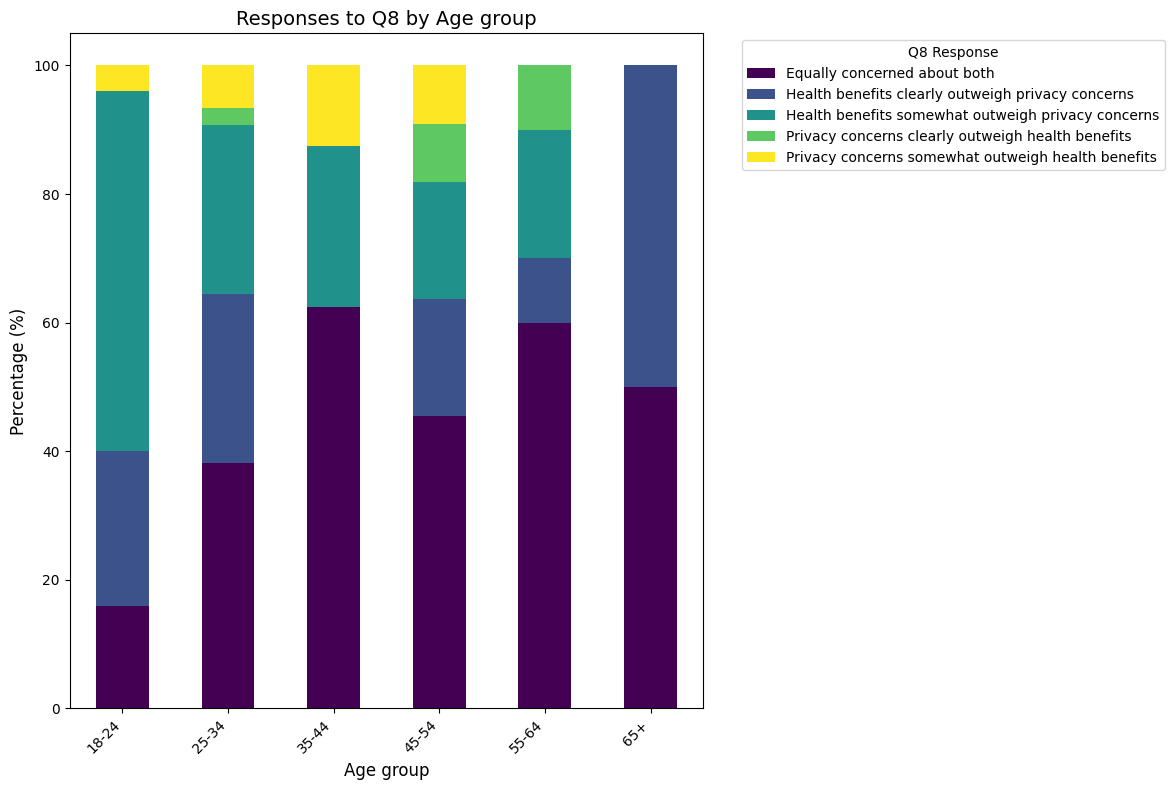 Responses to Q8 by Age group
Percentage (%)
100
80
60
40
20
0
18-24
25-34
35-44
45-54
55-64
65+
Age group
Q8 Response
Equally concerned about both
Health benefits clearly outweigh privacy concerns
Health benefits somewhat outweigh privacy concerns
Privacy concerns clearly outweigh health benefits
Privacy concerns somewhat outweigh health benefits